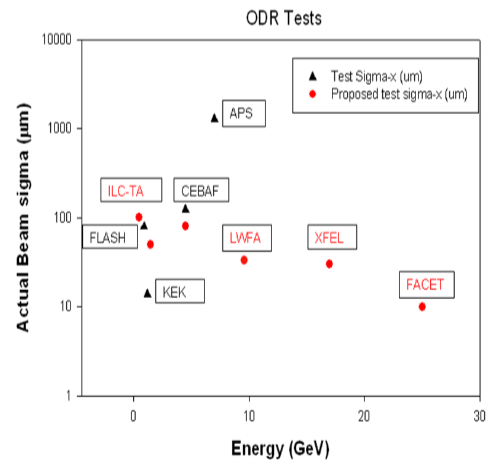 ODR Tests
10000
1000
100
10
1
Actual Beam sigma (µm)
Test Sigma-x (um)
Proposed test sigma-x (um)
APS
ILC-TA
CEBAF
FLASH
LWFA
XFEL
KEK
FACET
0
10
20
30
Energy (GeV)